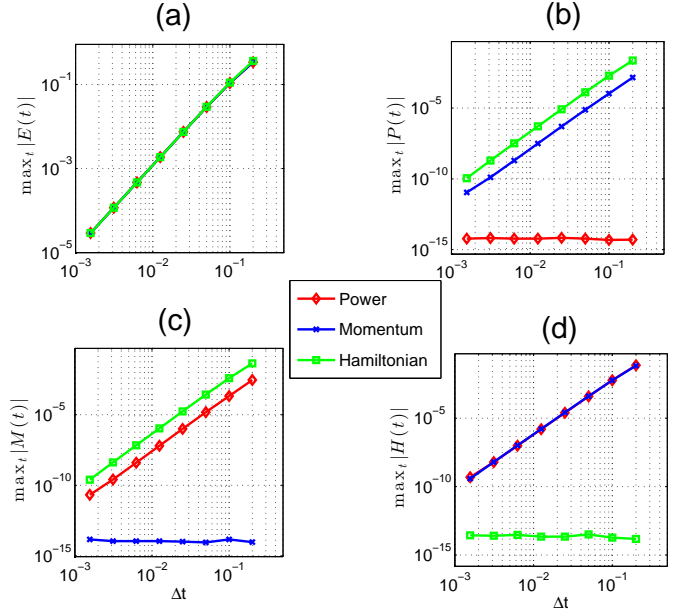 (a)
max_t |E(t)|
10^−1
10^−3
10^−5
10^−3
10^−2
10^−1
(b)
max_t |P(t)|
10^−5
10^−10
10^−15
10^−3
10^−2
10^−1
Power
Momentum
Hamiltonian
(c)
max_t |M(t)|
10^−5
10^−10
10^−15
10^−3
10^−2
10^−1
Δt
(d)
max_t |H(t)|
10^−5
10^−10
10^−15
10^−3
10^−2
10^−1
Δt